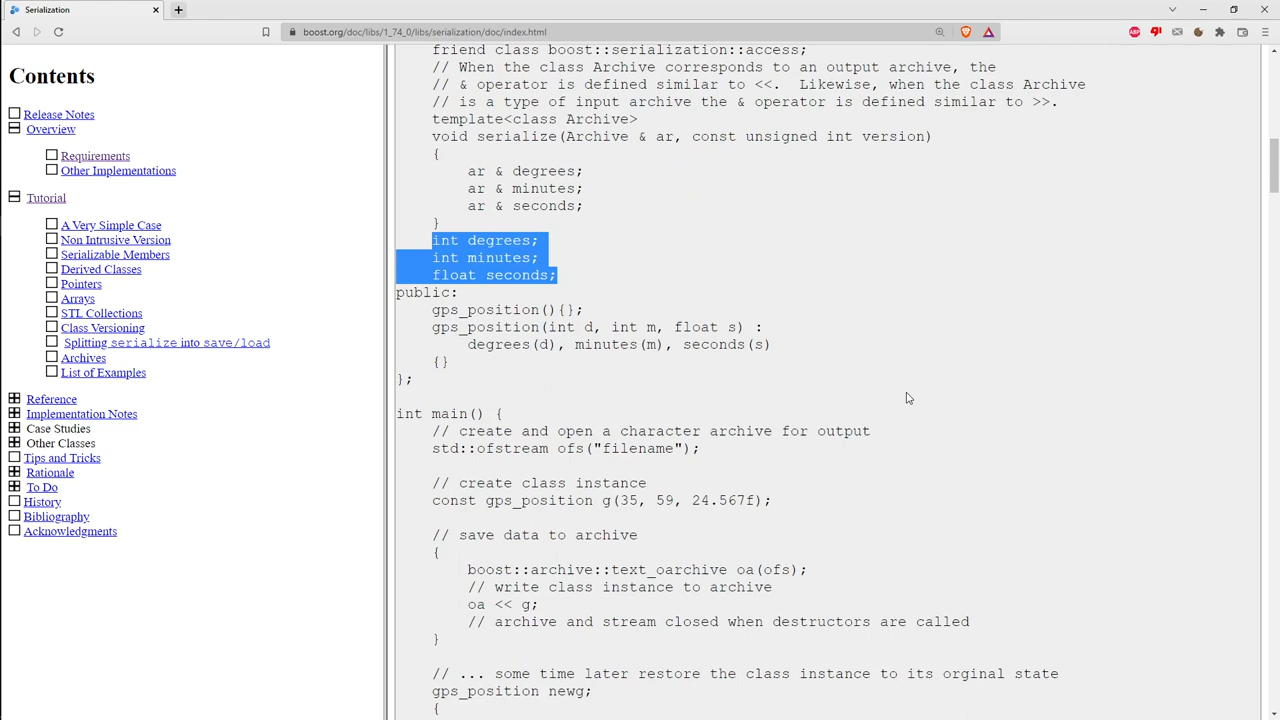 Serialization
boost.org/doc/libs/1_74_0/libs/serialization/doc/index.html
ABP
Contents
Release Notes
Overview
Requirements
Other Implementations
Tutorial
A Very Simple Case
Non Intrusive Version
Serializable Members
Derived Classes
Pointers
Arrays
STL Collections
Class Versioning
Splitting serialize into save/load
Archives
List of Examples
Reference
Implementation Notes
Case Studies
Other Classes
Tips and Tricks
Rationale
To Do
History
Bibliography
Acknowledgments
friend class boost::serialization::access;
// When the class Archive corresponds to an output archive, the
// & operator is defined similar to <<.  Likewise, when the class Archive
// is a type of input archive the & operator is defined similar to >>.
template<class Archive>
void serialize(Archive & ar, const unsigned int version)
{
ar & degrees;
ar & minutes;
ar & seconds;
}
int degrees;
int minutes;
float seconds;
public:
gps_position(){};
gps_position(int d, int m, float s) :
degrees(d), minutes(m), seconds(s)
{}
};
int main() {
// create and open a character archive for output
std::ofstream ofs("filename");
// create class instance
const gps_position g(35, 59, 24.567f);
// save data to archive
{
boost::archive::text_oarchive oa(ofs);
// write class instance to archive
oa << g;
// archive and stream closed when destructors are called
}
// ... some time later restore the class instance to its orginal state
gps_position newg;
{